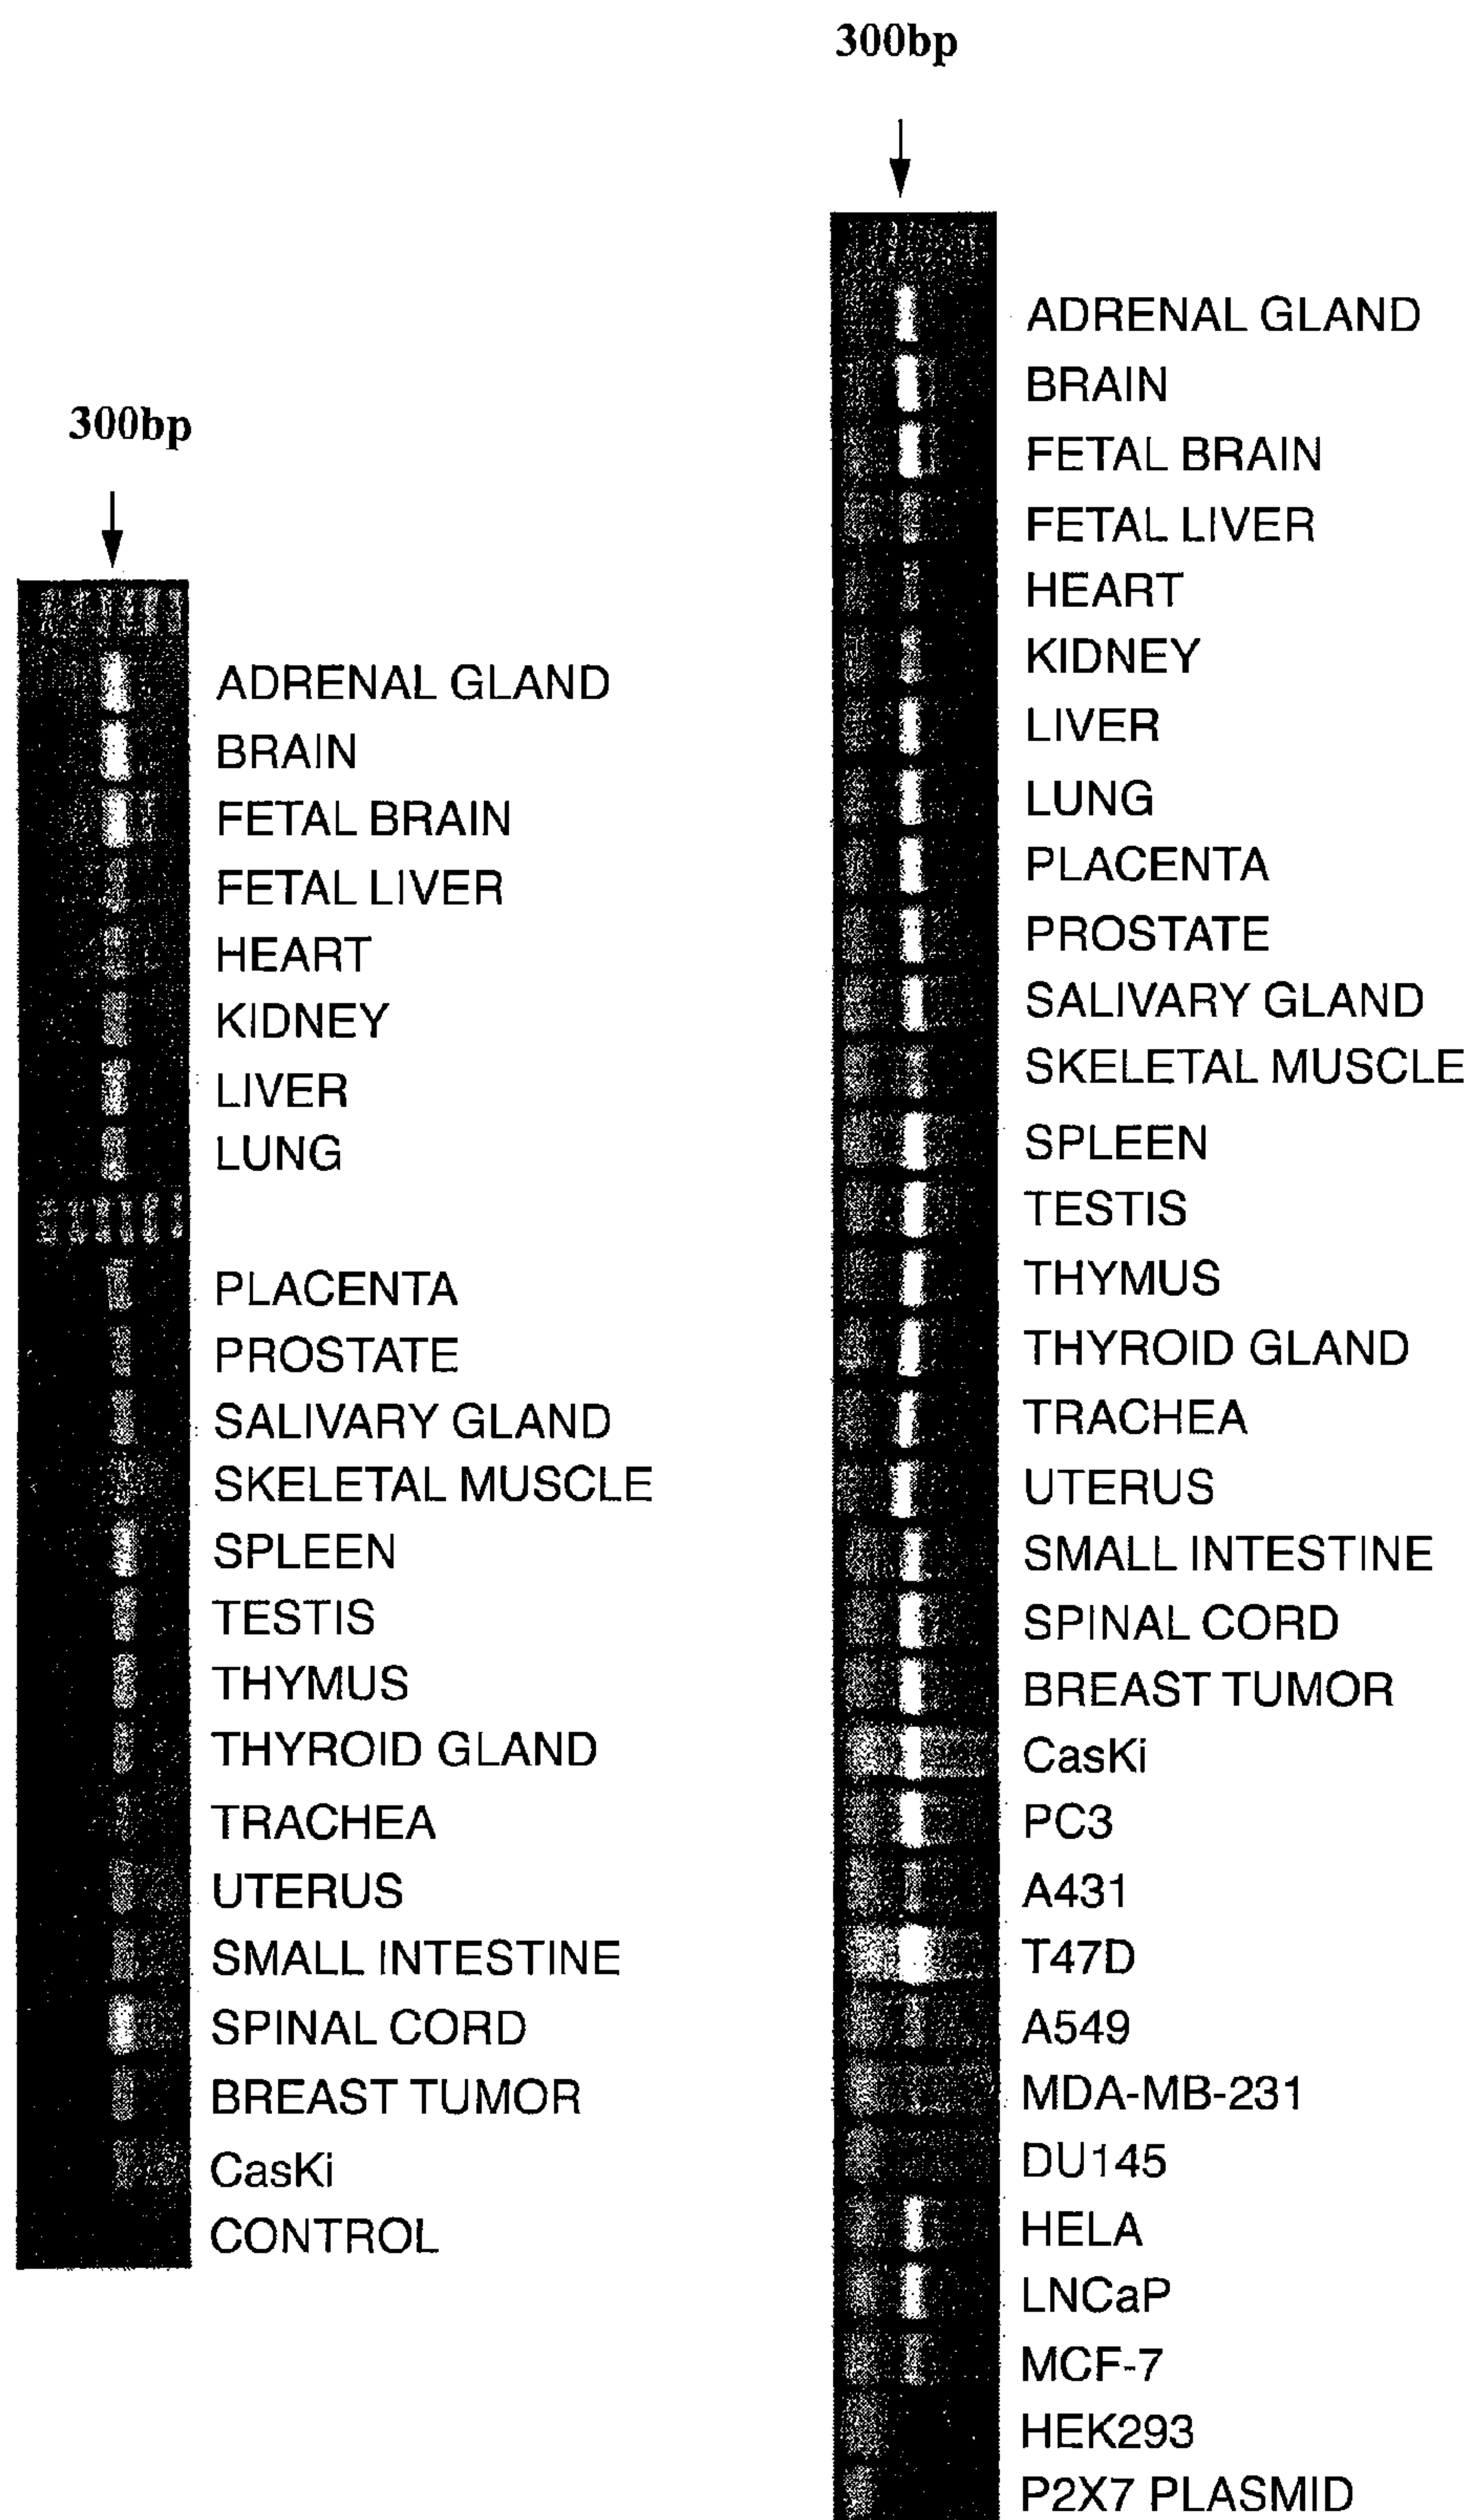 300bp
ADRENAL GLAND
BRAIN
FETAL BRAIN
FETAL LIVER
HEART
KIDNEY
LIVER
LUNG
PLACENTA
PROSTATE
SALIVARY GLAND
SKELETAL MUSCLE
SPLEEN
TESTIS
THYMUS
THYROID GLAND
TRACHEA
UTERUS
SMALL INTESTINE
SPINAL CORD
BREAST TUMOR
CasKi
CONTROL
300bp
ADRENAL GLAND
BRAIN
FETAL BRAIN
FETAL LIVER
HEART
KIDNEY
LIVER
LUNG
PLACENTA
PROSTATE
SALIVARY GLAND
SKELETAL MUSCLE
SPLEEN
TESTIS
THYMUS
THYROID GLAND
TRACHEA
UTERUS
SMALL INTESTINE
SPINAL CORD
BREAST TUMOR
CasKi
PC3
A431
T47D
A549
MDA-MB-231
DU145
HELA
LNCaP
MCF-7
HEK293
P2X7 PLASMID